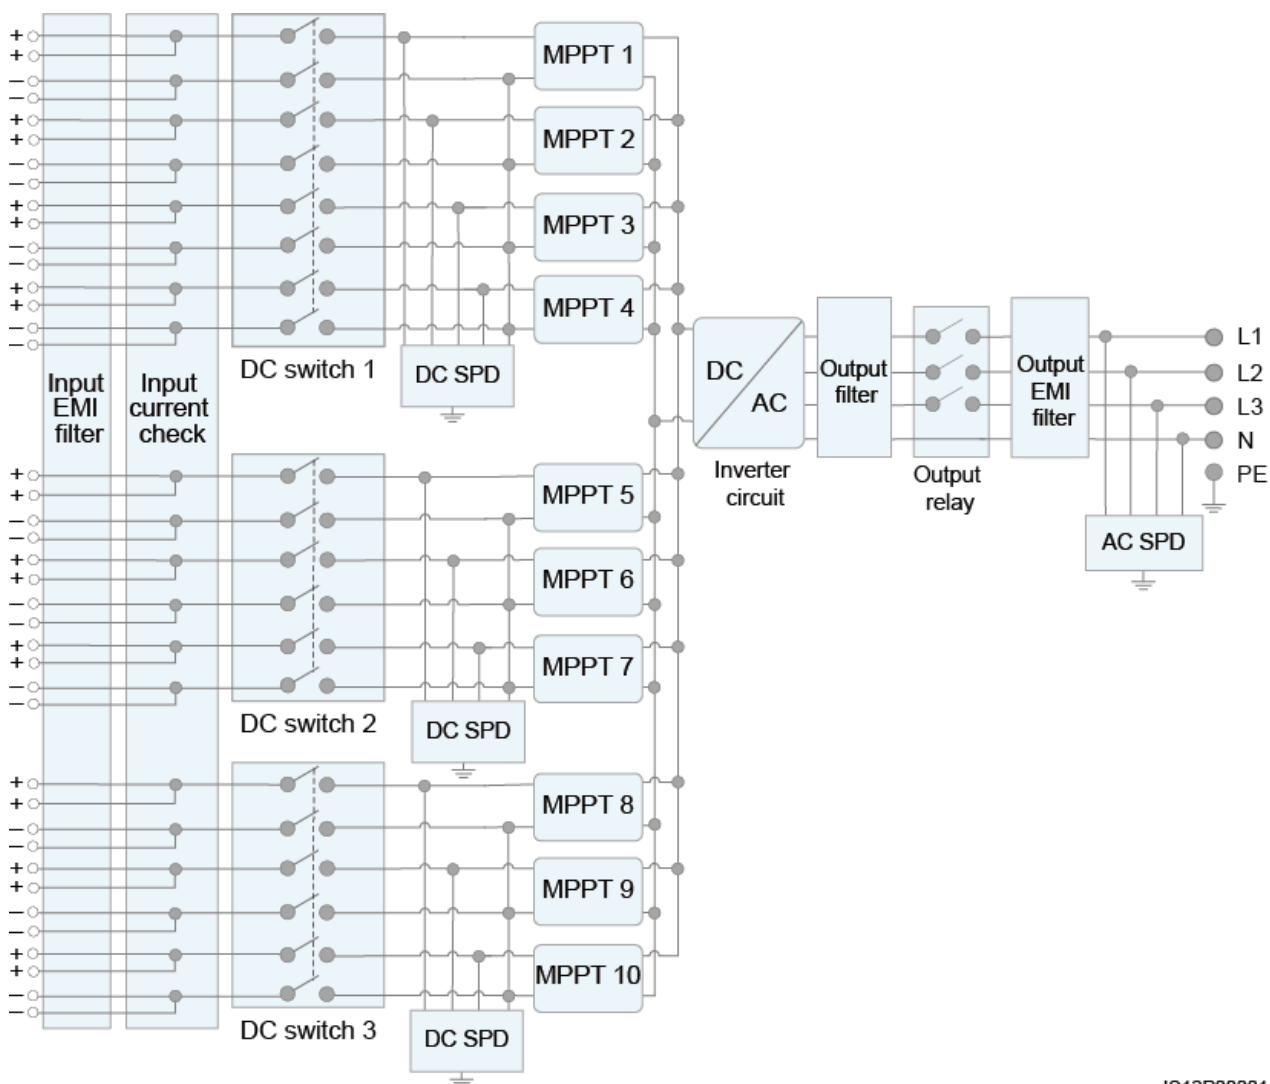 +
+
−
−
+
+
−
−
+
+
−
−
+
+
−
−
MPPT 1
MPPT 2
MPPT 3
MPPT 4
DC switch 1
DC SPD
Input
EMI
filter
Input
current
check
+
+
−
−
+
+
−
−
+
+
−
−
MPPT 5
MPPT 6
MPPT 7
DC switch 2
DC SPD
+
+
−
−
+
+
−
−
+
+
−
−
MPPT 8
MPPT 9
MPPT 10
DC switch 3
DC SPD
DC
AC
Inverter
circuit
Output
filter
Output
relay
Output
EMI
filter
L1
L2
L3
N
PE
AC SPD